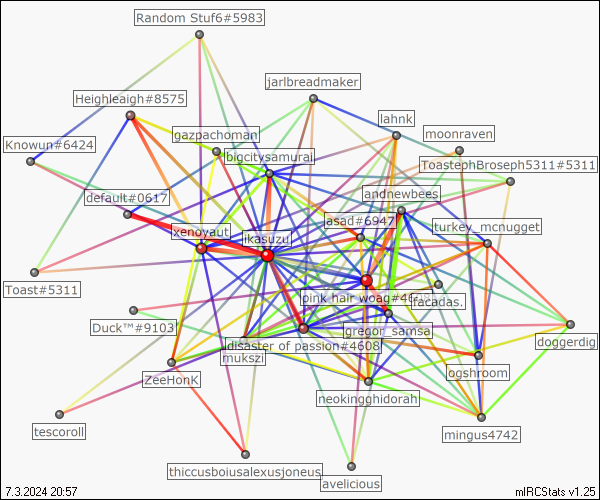 Random Stuf6#5983
jarlbreadmaker
Heighleaigh#8575
lahnk
moonraven
gazpachoman
Knowun#6424
bigcitysamurai
ToastephBroseph5311#5311
default#0617
andnewbees
asad#6947
turkey_mcnugget
xenoyaut
ikasuzu
Toast#5311
pink hair woag#46
facadas.
Duck™#9103
gregor_samsa
disaster of passion#4608
doggerdig
mukszi
ZeeHonK
ogshroom
neokingghidorah
tescoroll
mingus4742
thiccusboiusalexusjoneus
avelicious
7.3.2024 20:57
mIRCStats v1.25